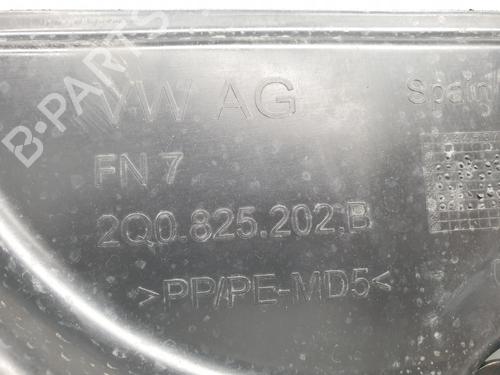 B-PARTS
VW AG
Spain
FN 7
2Q0.825.202.B
>PP/PE-MD5<